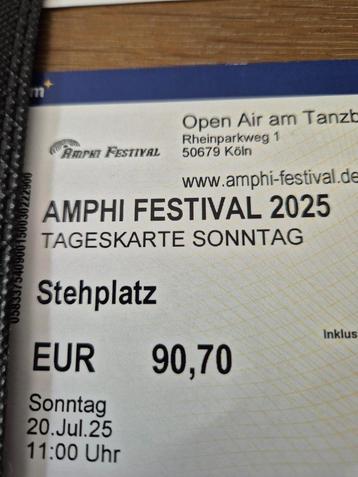 m
Open Air am Tanzb
Rheinparkweg 1
AMPHI FESTIVAL
50679 Köln
www.amphi-festival.de
AMPHI FESTIVAL 2025
TAGESKARTE SONNTAG
Stehplatz
Inklus
EUR 90,70
Sonntag
20.Jul.25
11:00 Uhr